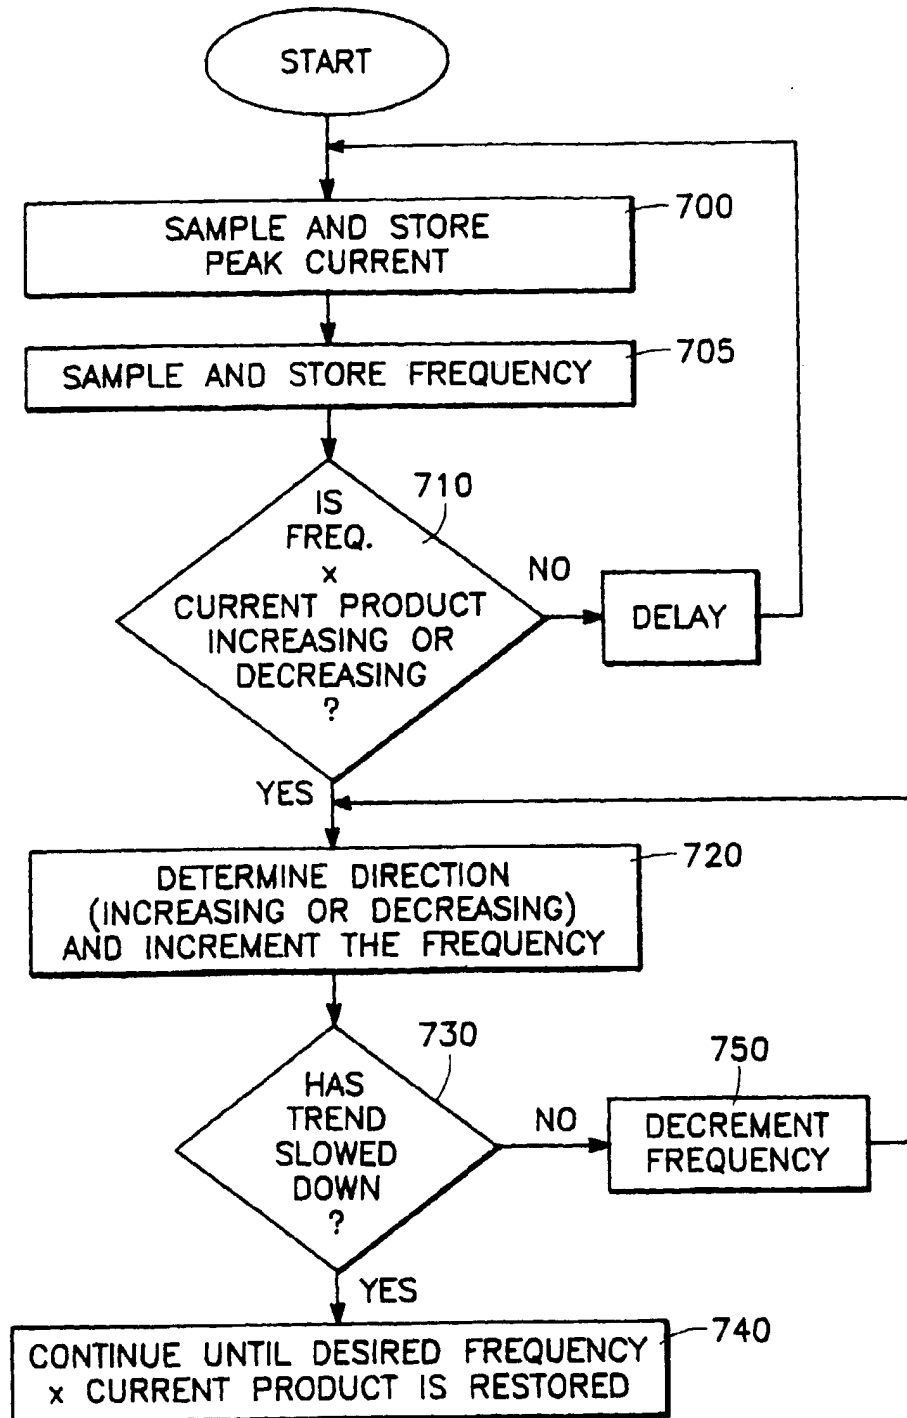 START
700
SAMPLE AND STORE
PEAK CURRENT
705
SAMPLE AND STORE FREQUENCY
710
IS
FREQ.
x
CURRENT PRODUCT
INCREASING OR
DECREASING
?
NO
DELAY
YES
720
DETERMINE DIRECTION
(INCREASING OR DECREASING)
AND INCREMENT THE FREQUENCY
730
HAS
TREND
SLOWED
DOWN
?
NO
750
DECREMENT
FREQUENCY
YES
740
CONTINUE UNTIL DESIRED FREQUENCY
x CURRENT PRODUCT IS RESTORED